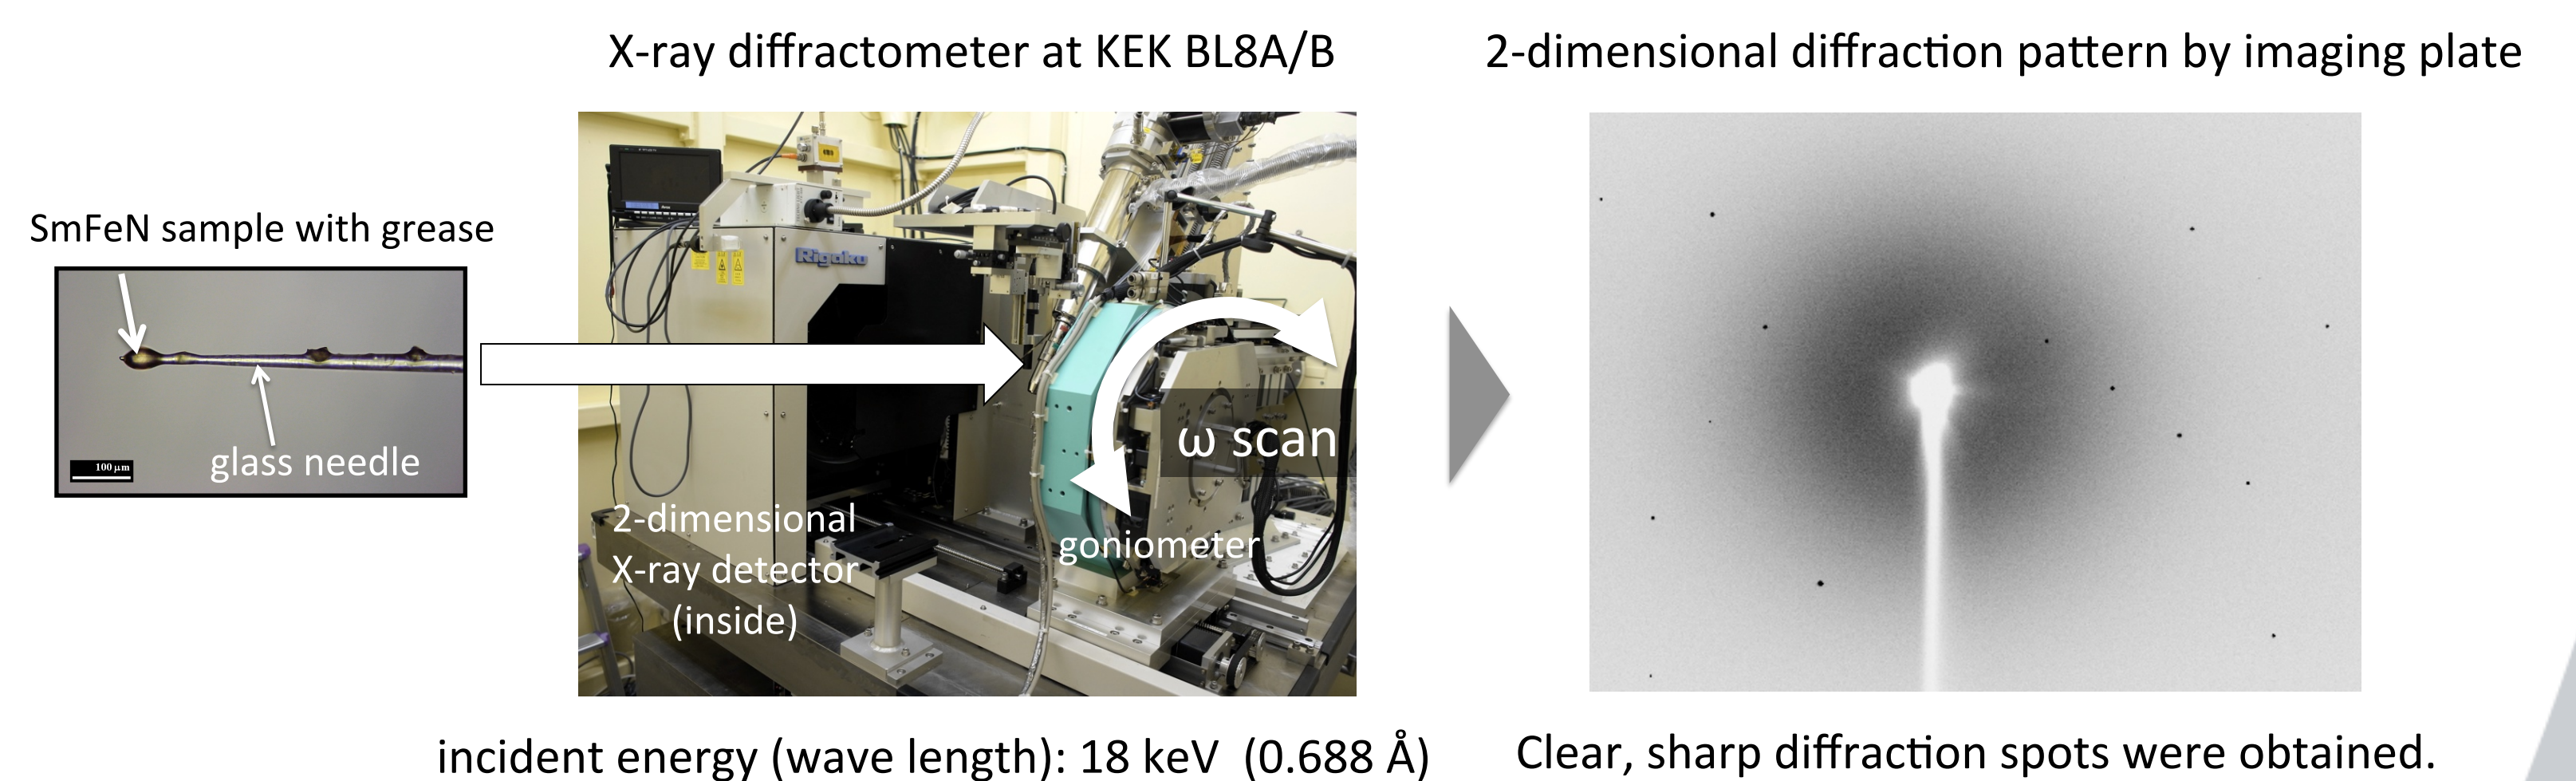 X-ray diffractometer at KEK BL8A/B
2-dimensional diffraction pattern by imaging plate
SmFeN sample with grease
glass needle
100 μm
Rigaku
ω scan
goniometer
2-dimensional
X-ray detector
(inside)
incident energy (wave length): 18 keV (0.688 Å)
Clear, sharp diffraction spots were obtained.